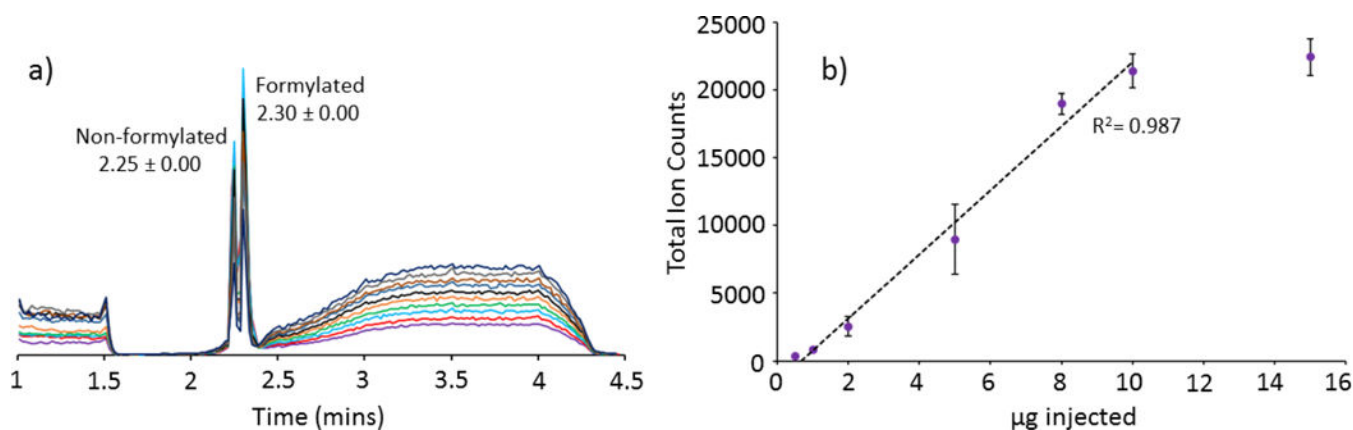 a)
Formylated
2.30 ± 0.00
Non-formylated
2.25 ± 0.00
1 1.5 2 2.5 3 3.5 4 4.5
Time (mins)
b)
Total Ion Counts
25000
20000
15000
10000
5000
0
R²= 0.987
0 2 4 6 8 10 12 14 16
µg injected